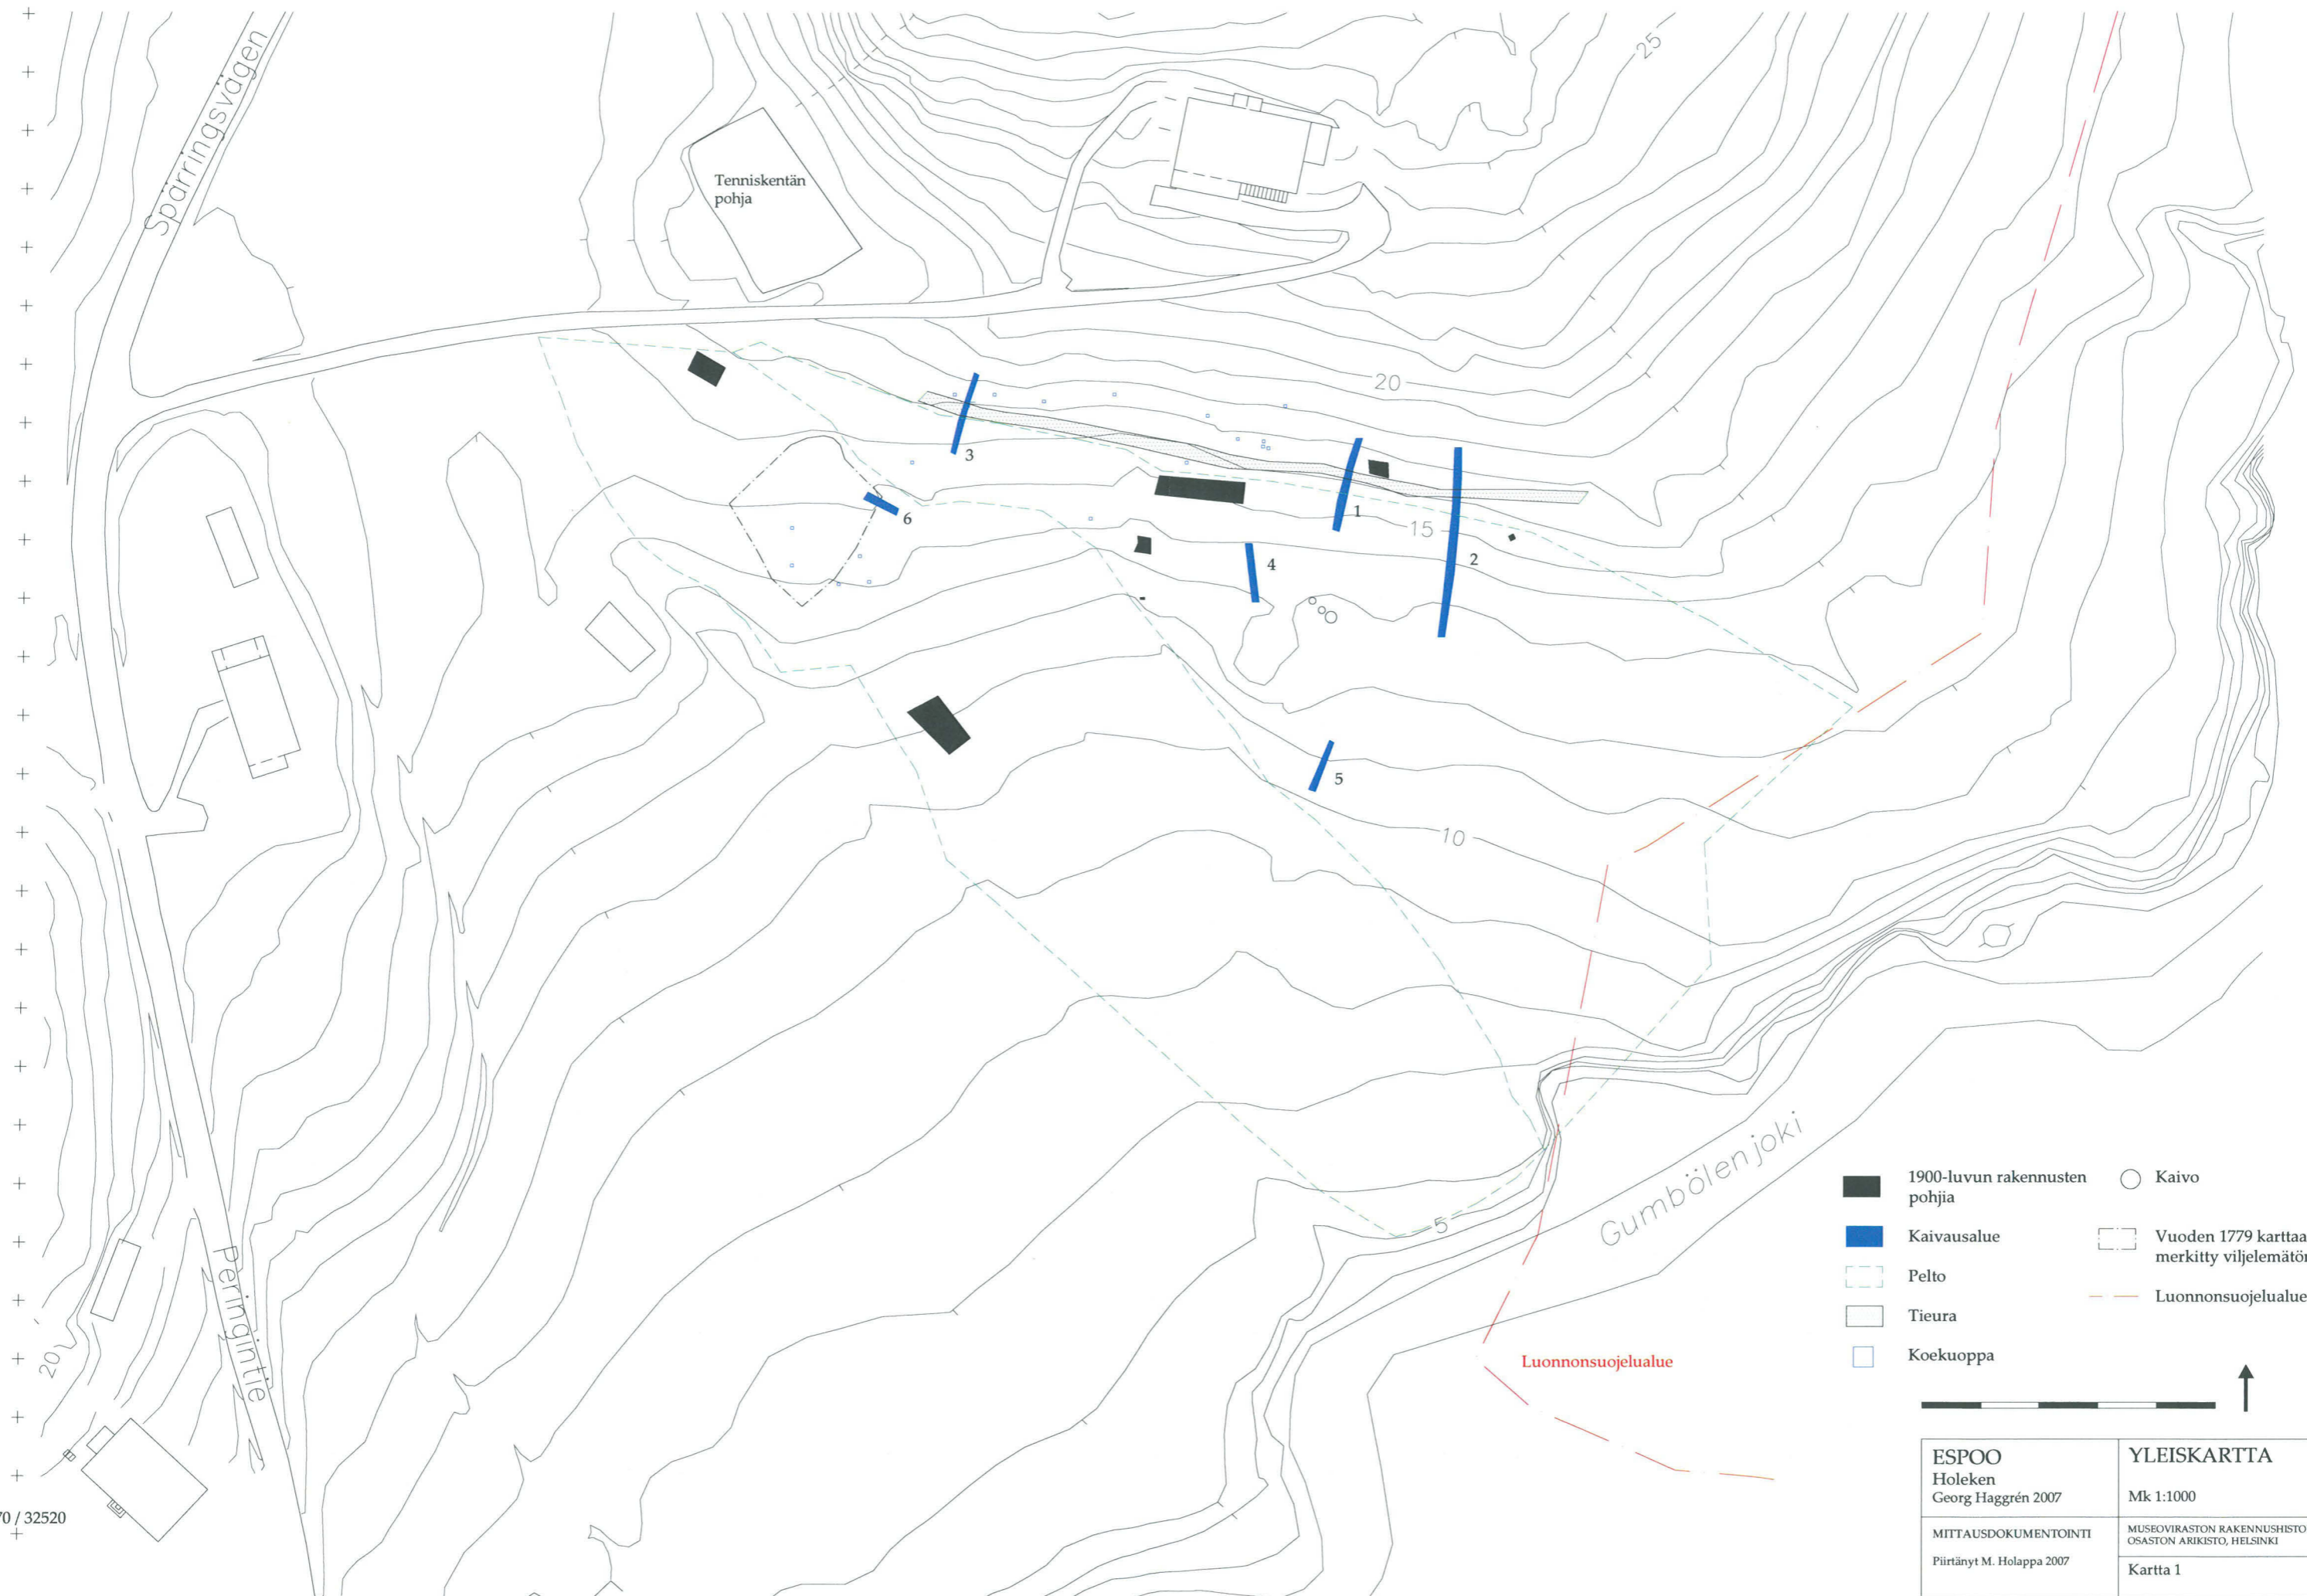 Spärringsvägen
25
Tenniskentän
pohja
20
3
6
1
15
2
4
5
10
Gumbölenjoki
5
Peringintie
20
Luonnonsuojelualue
1900-luvun rakennusten
pohjia
Kaivausalue
Pelto
Tieura
Koekuoppa
Kaivo
Vuoden 1779 karttaa
merkitty viljelemätön
Luonnonsuojelualue
70 / 32520
ESPOO
Holeken
Georg Haggrén 2007
YLEISKARTTA
Mk 1:1000
MITTAUSDOKUMENTOINTI
Piirtänyt M. Holappa 2007
MUSEOVIRASTON RAKENNUSHISTO
OSASTON ARIKISTO, HELSINKI
Kartta 1